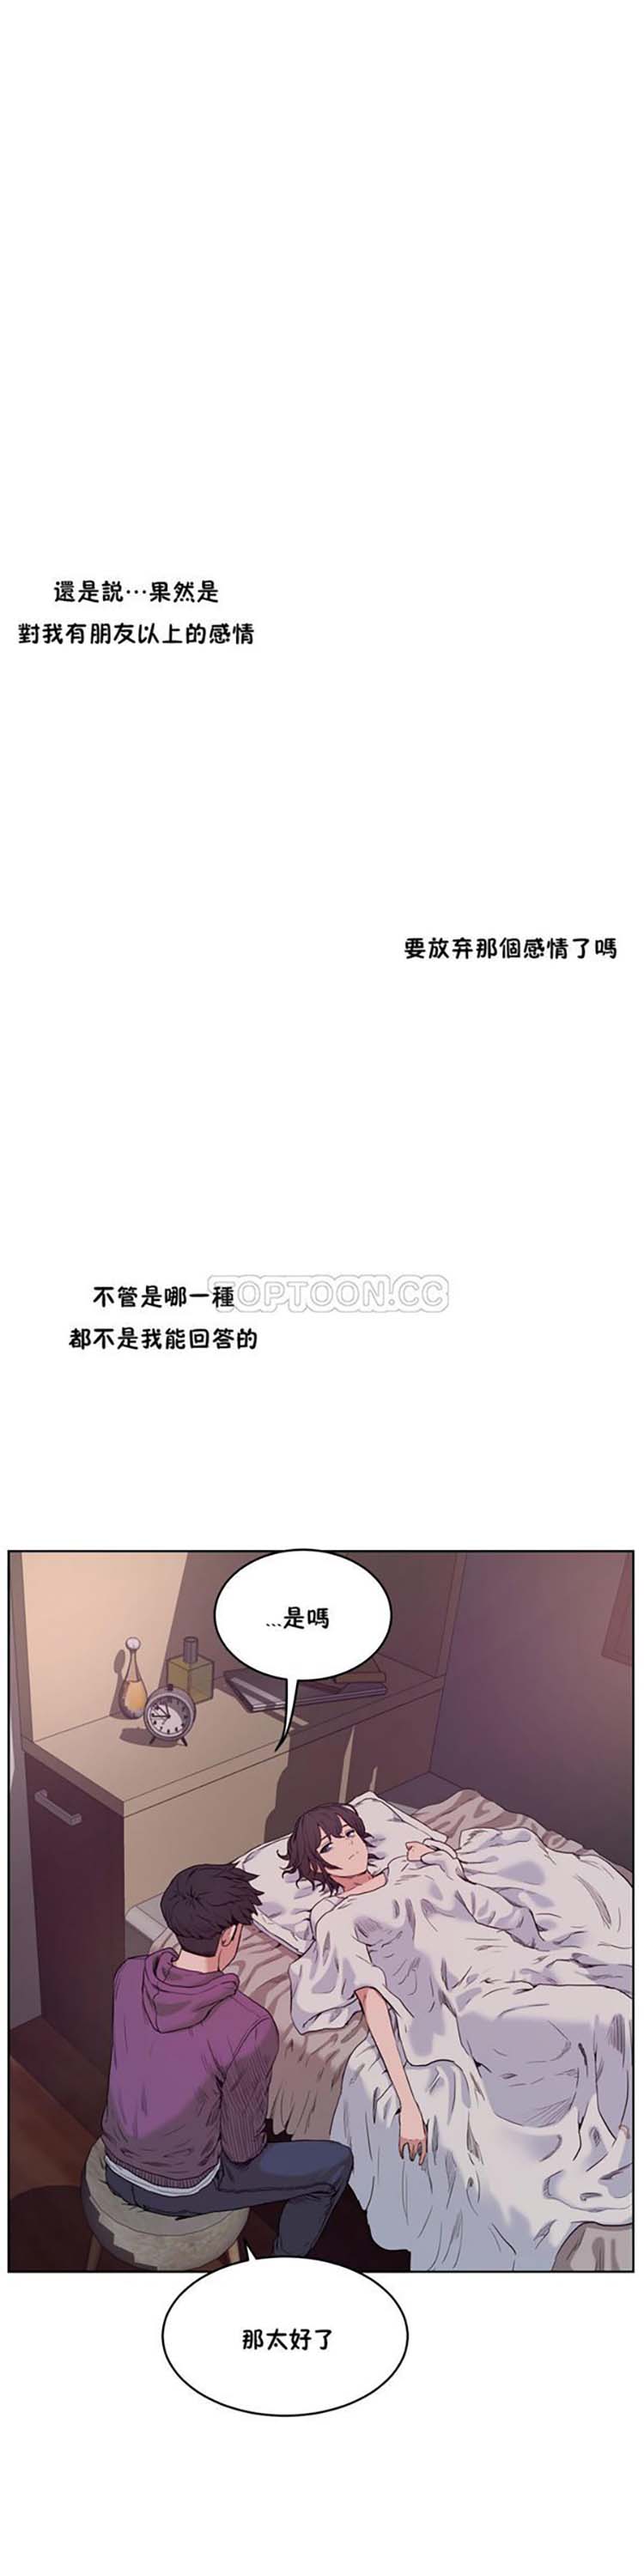 還是說⋯果然是
對我有朋友以上的感情
要放弃那個感情了嗎
TOPTOON.CC
不管是哪一種
都不是我能回答的
...是嗎
那太好了